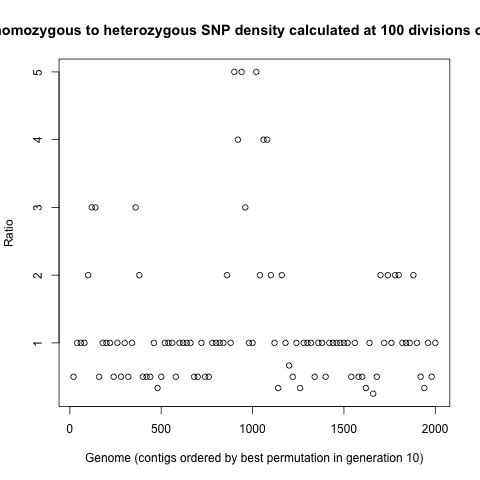 homozygous to heterozygous SNP density calculated at 100 divisions o
5
4
3
2
1
Ratio
0 500 1000 1500 2000
Genome (contigs ordered by best permutation in generation 10)